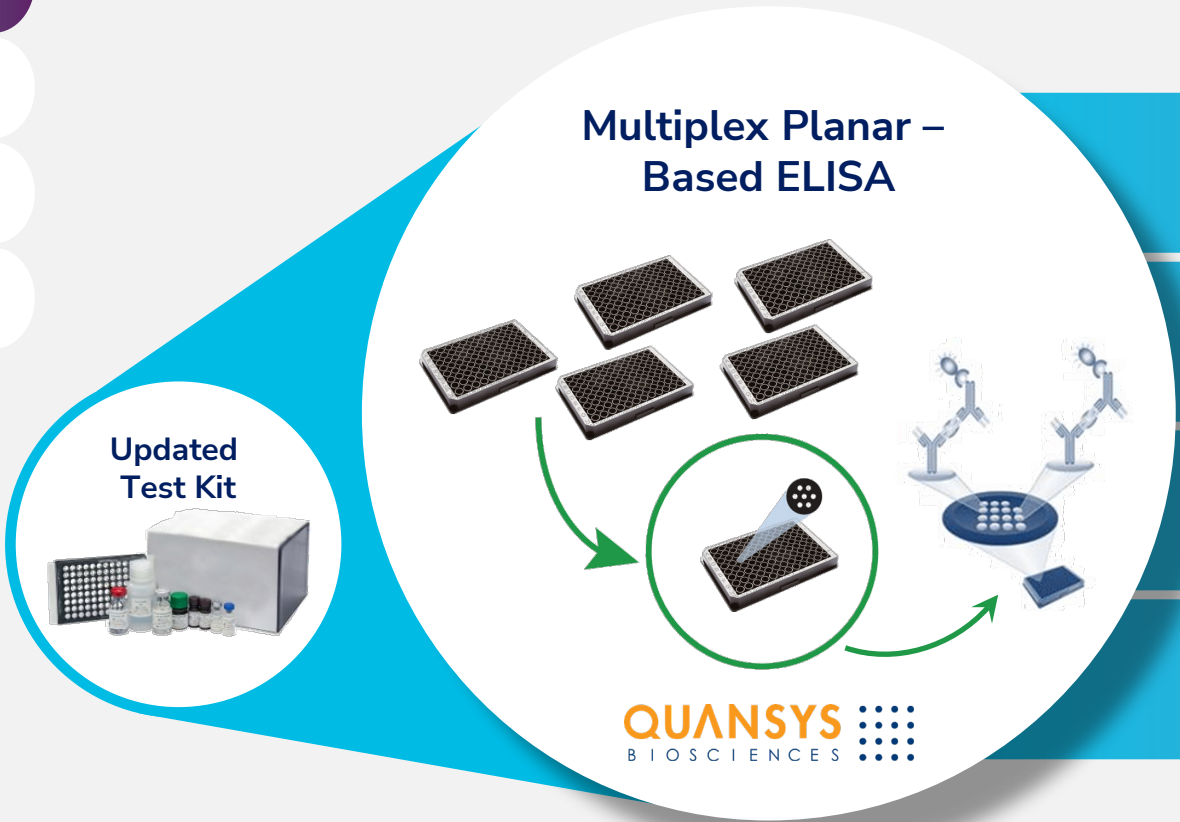 Multiplex Planar –
Based ELISA
Updated
Test Kit
QUANSYS
BIOSCIENCES